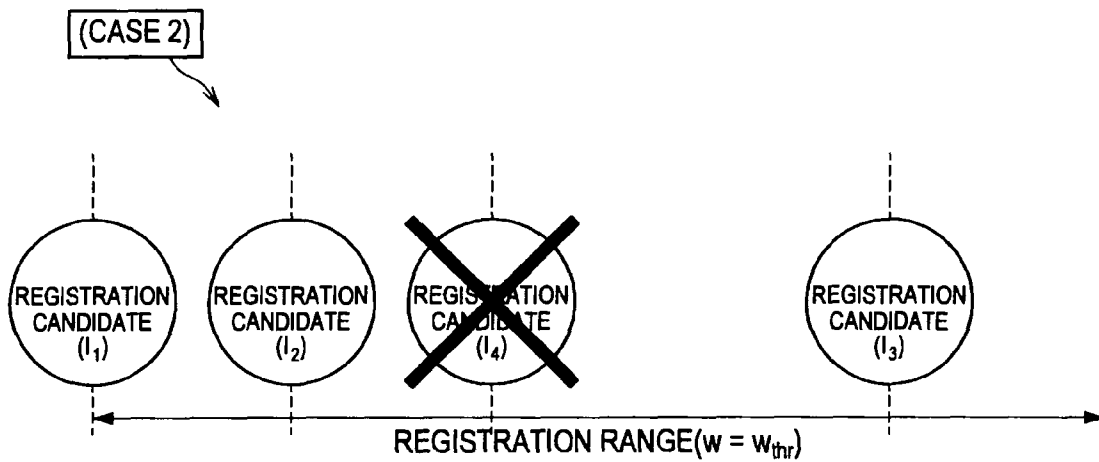 (CASE 2)
REGISTRATION
CANDIDATE
(I₁)
REGISTRATION
CANDIDATE
(I₂)
REGISTRATION
CANDIDATE
(I₄)
REGISTRATION
CANDIDATE
(I₃)
REGISTRATION RANGE(w = wₜₕᵣ)